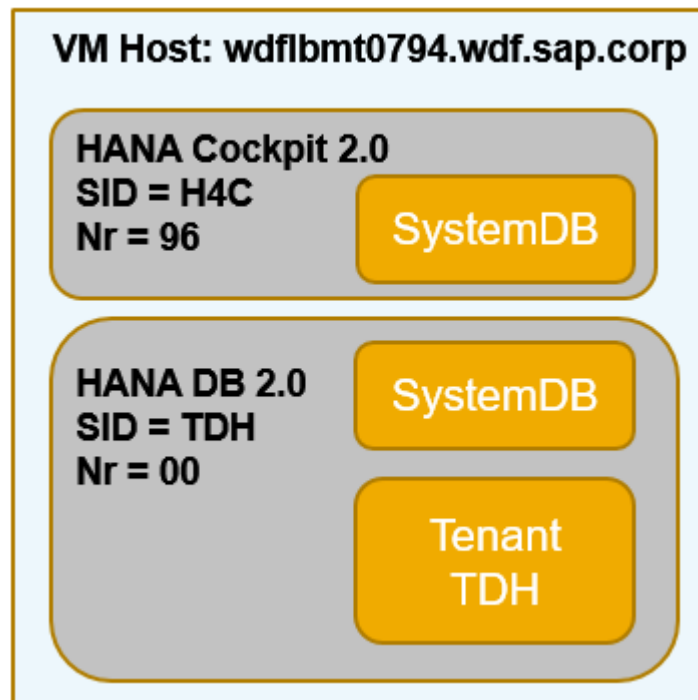 VM Host: wdflbmt0794.wdf.sap.corp
HANA Cockpit 2.0
SID = H4C
Nr = 96
SystemDB
HANA DB 2.0
SID = TDH
Nr = 00
SystemDB
Tenant
TDH